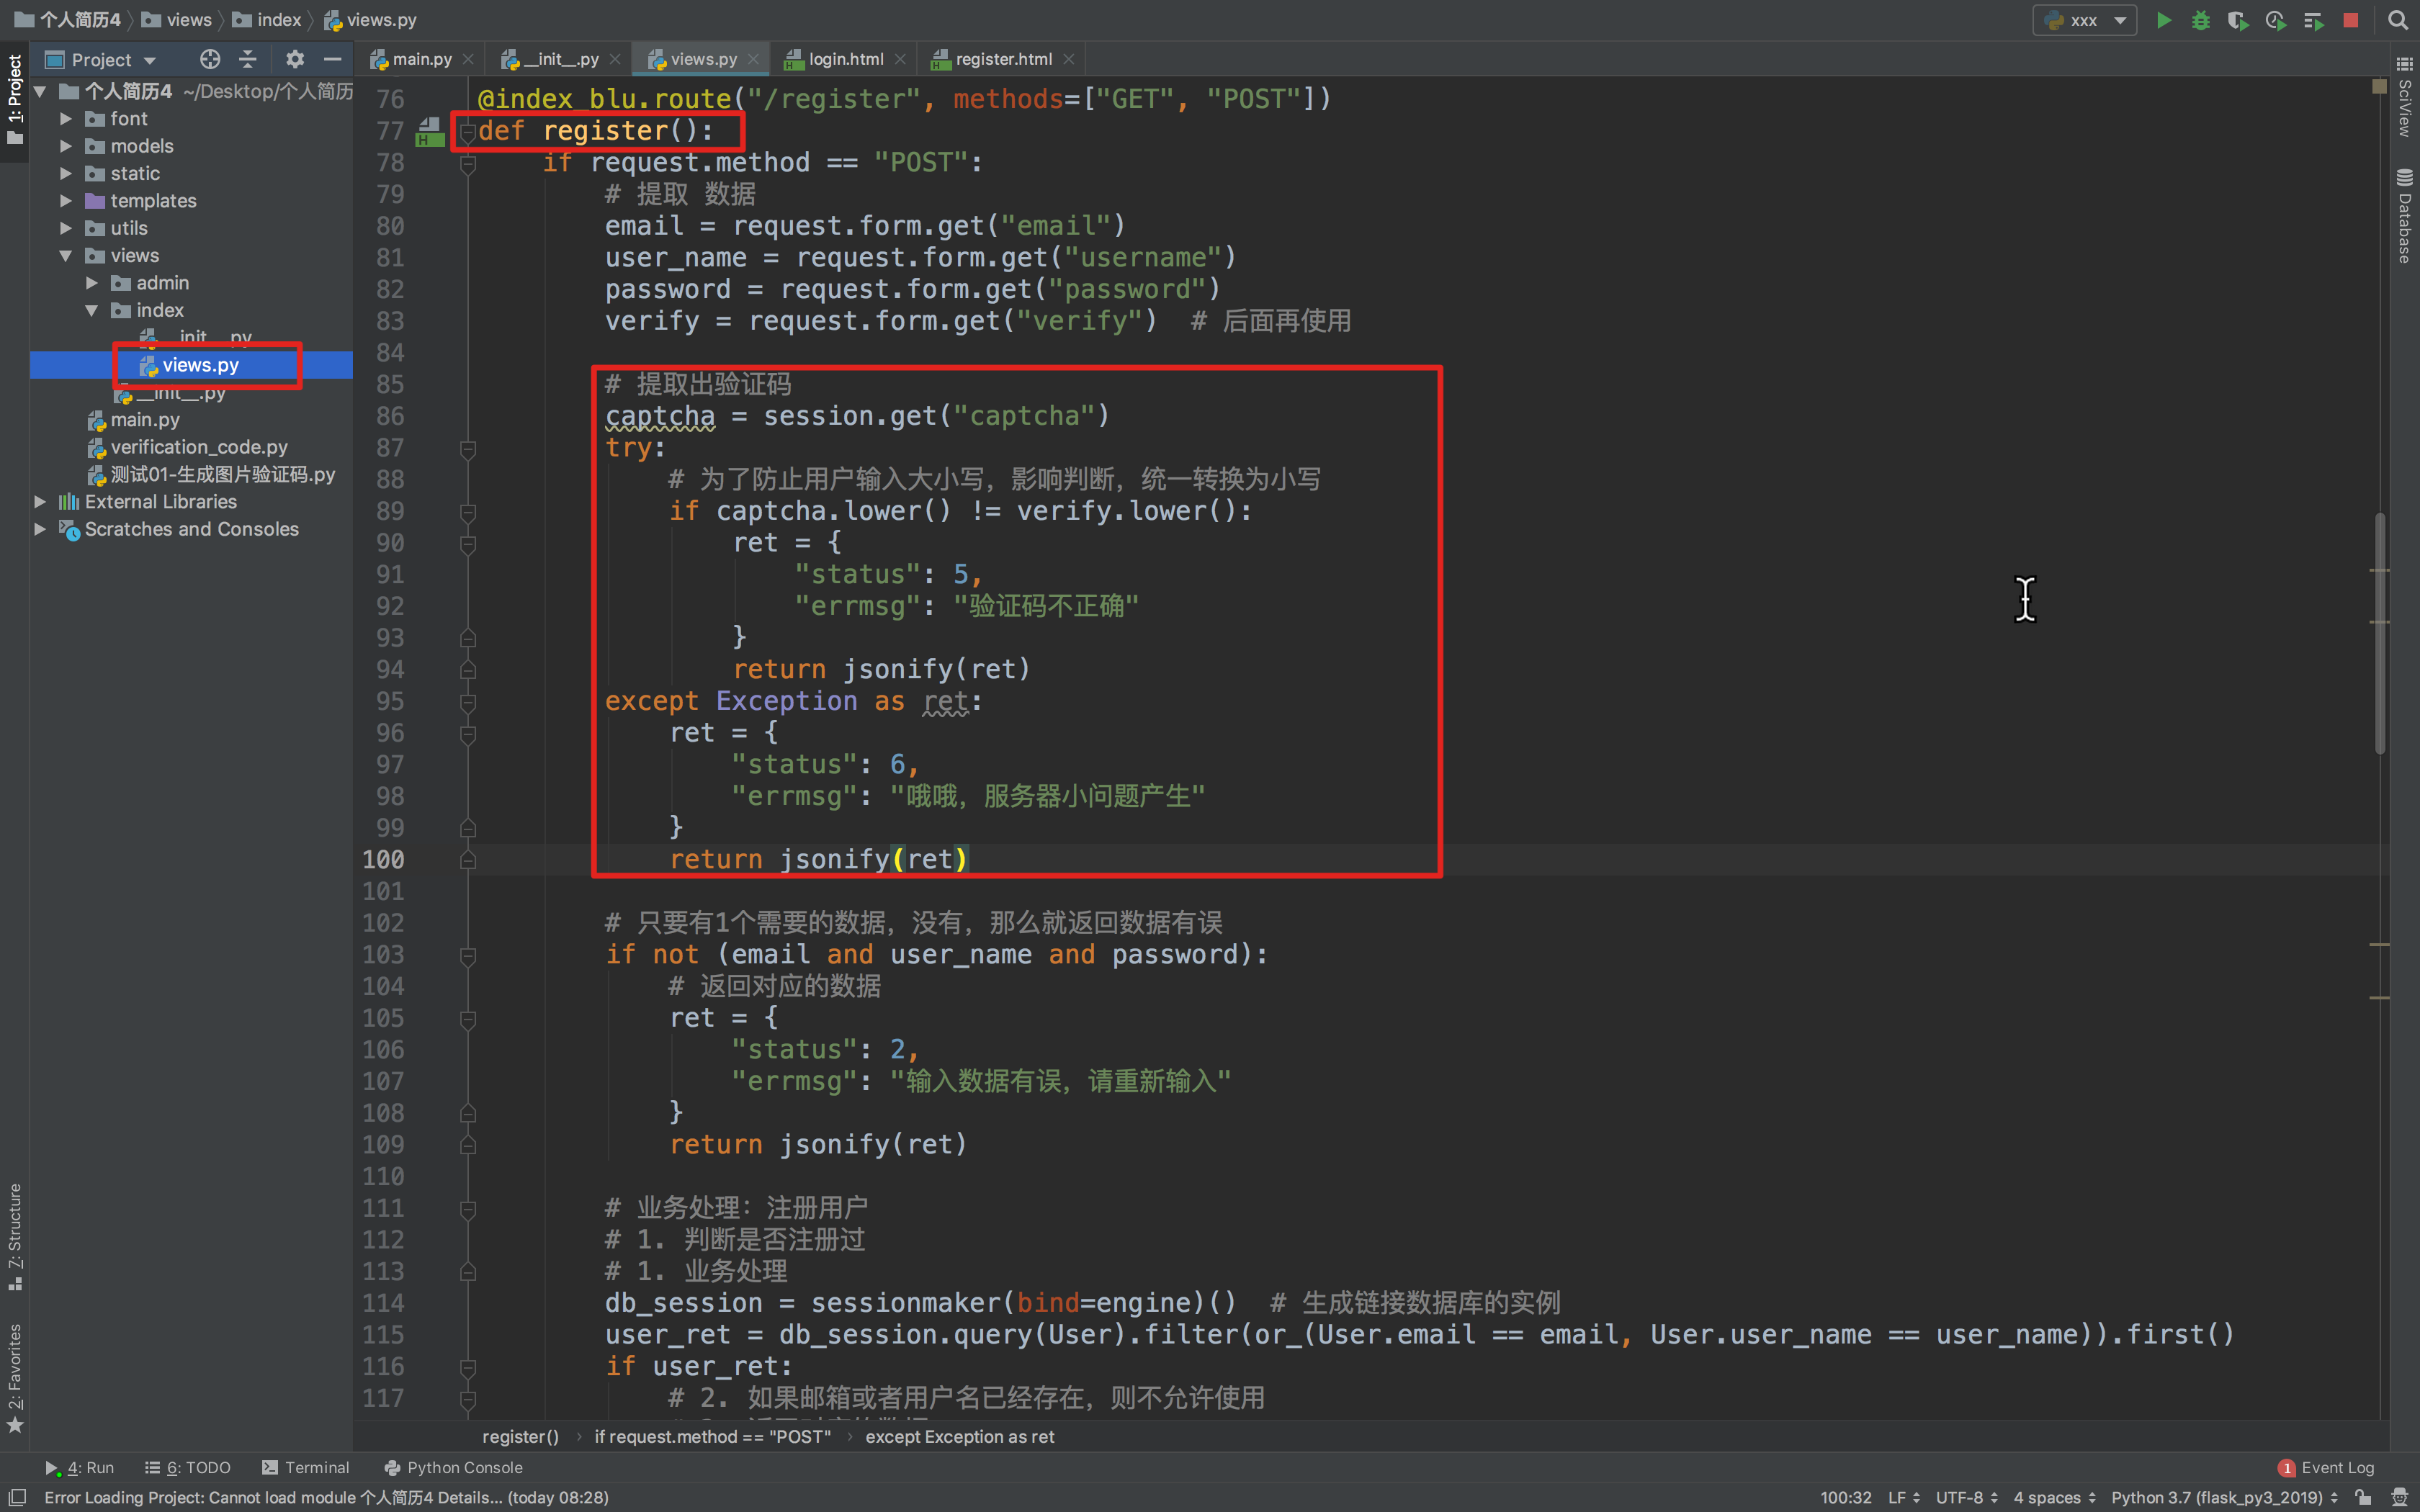 个人简历4 views index views.py
xxx
1: Project
Project
main.py __init__.py views.py login.html register.html
个人简历4 ~/Desktop/个人简历
font
models
static
templates
utils
views
admin
index
__init__.py
views.py
__init__.py
main.py
verification_code.py
测试01-生成图片验证码.py
External Libraries
Scratches and Consoles
7: Structure
2: Favorites
76 @index_blu.route("/register", methods=["GET", "POST"])
77 def register():
78 if request.method == "POST":
79 # 提取 数据
80 email = request.form.get("email")
81 user_name = request.form.get("username")
82 password = request.form.get("password")
83 verify = request.form.get("verify") # 后面再使用
84
85 # 提取出验证码
86 captcha = session.get("captcha")
87 try:
88 # 为了防止用户输入大小写，影响判断，统一转换为小写
89 if captcha.lower() != verify.lower():
90 ret = {
91 "status": 5,
92 "errmsg": "验证码不正确"
93 }
94 return jsonify(ret)
95 except Exception as ret:
96 ret = {
97 "status": 6,
98 "errmsg": "哦哦，服务器小问题产生"
99 }
100 return jsonify(ret)
101
102 # 只要有1个需要的数据，没有，那么就返回数据有误
103 if not (email and user_name and password):
104 # 返回对应的数据
105 ret = {
106 "status": 2,
107 "errmsg": "输入数据有误，请重新输入"
108 }
109 return jsonify(ret)
110
111 # 业务处理：注册用户
112 # 1. 判断是否注册过
113 # 1. 业务处理
114 db_session = sessionmaker(bind=engine)() # 生成链接数据库的实例
115 user_ret = db_session.query(User).filter(or_(User.email == email, User.user_name == user_name)).first()
116 if user_ret:
117 # 2. 如果邮箱或者用户名已经存在，则不允许使用
SciView
Database
register() if request.method == "POST" except Exception as ret
4: Run 6: TODO Terminal Python Console 1 Event Log
Error Loading Project: Cannot load module 个人简历4 Details... (today 08:28) 100:32 LF UTF-8 4 spaces Python 3.7 (flask_py3_2019)